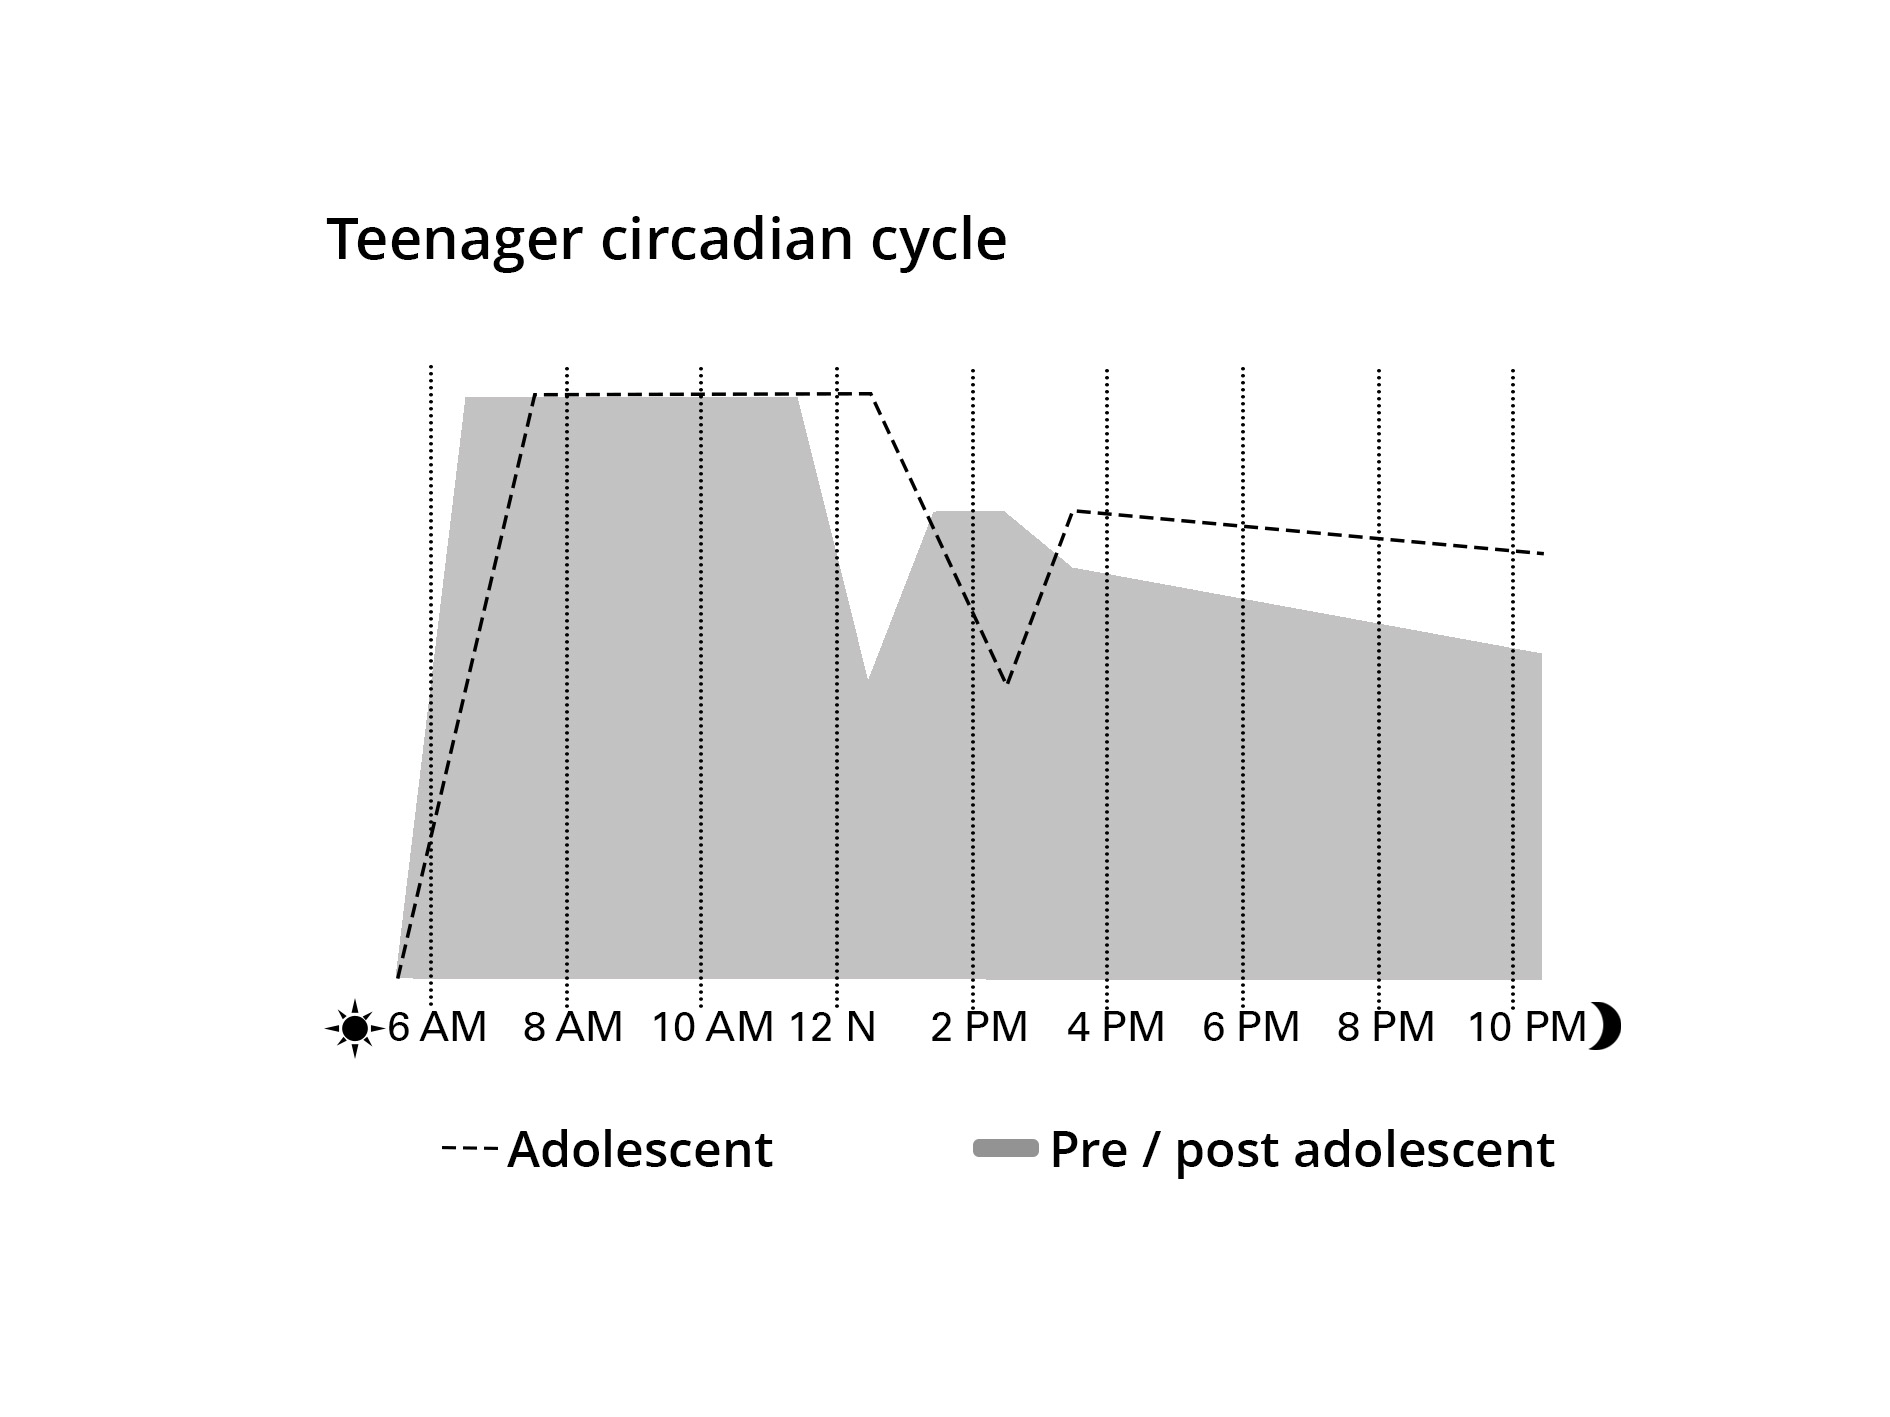 Teenager circadian cycle
6 AM 8 AM 10 AM 12 N 2 PM 4 PM 6 PM 8 PM 10 PM
Adolescent Pre / post adolescent